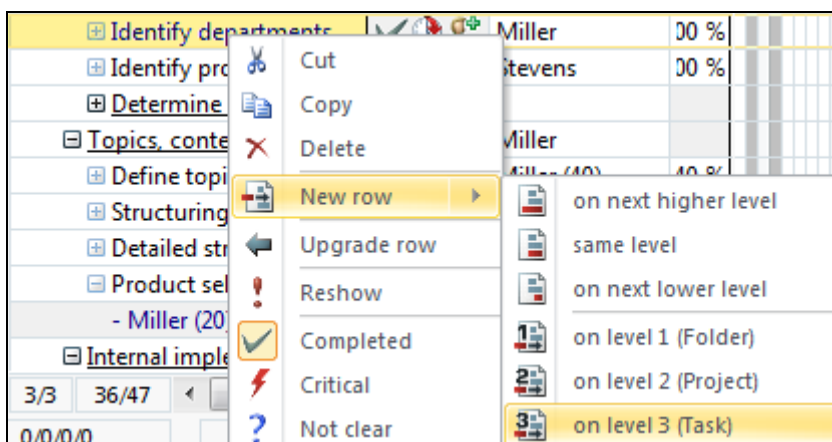 Identify departments Miller 00 %
Identify pro Stevens 00 %
Determine
Topics, conte Miller
Define topi Miller (40) 40 %
Structuring
Detailed str
Product sel
- Miller (20)
Internal imple
3/3 36/47
0/0/0/0
Cut
Copy
Delete
New row
Upgrade row
Reshow
Completed
Critical
Not clear
on next higher level
same level
on next lower level
on level 1 (Folder)
on level 2 (Project)
on level 3 (Task)